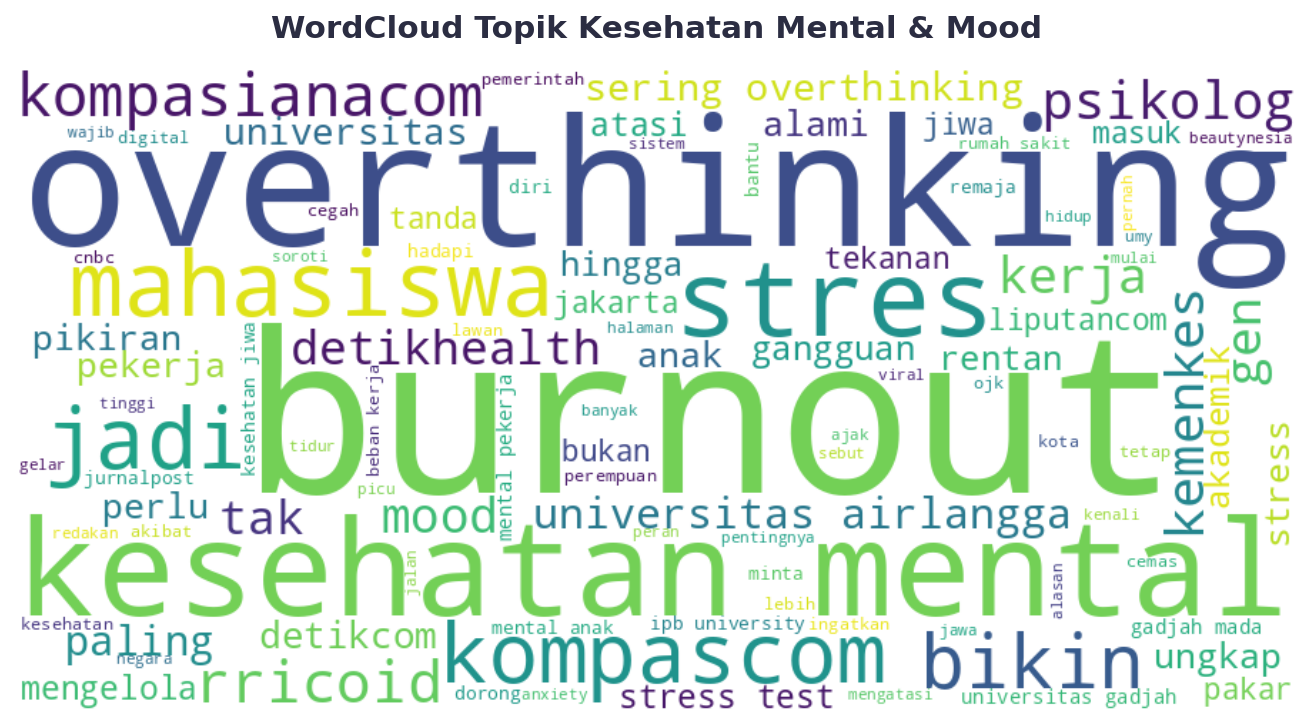 WordCloud Topik Kesehatan Mental & Mood
kompasianacom
pemerintah
sering overthinking
psikolog
wajib
digital
universitas
atasi
sistem
alami
jiwa
rumah sakit
masuk
beautynesia
overthinking
bantu
diri
remaja
pernah
cegah
tanda
hidup
umy
cnbc
soroti
hadapi
mahasiswa
hingga
tekanan
mulai
kerja
jakarta
stres
liputancom
kemenkes
gen
pikiran
kesehatan jiwa
lawan
halaman
detikhealth
anak
gangguan
rentan
pekerja
beban kerja
mental pekerja
viral
ojk
akademik
tinggi
jadi
burnout
banyak
tidur
bukan
ajak
sebut
kota
tetap
stress
gelar
jurnalpost
perempuan
picu
perlu
tak
mood
universitas airlangga
kenali
redakan
akibat
peran
pentingnya
kesehatan mental
jalan
minta
cemas
alasan
lebih
kesehatan
paling
negara
detikcom
mental anak
ipb university
ingatkan
jawa
gadjah mada
kompascom
bikin
ungkap
mengelola
rricoid
dorong
anxiety
stress test
mengatasi
universitas gadjah
pakar